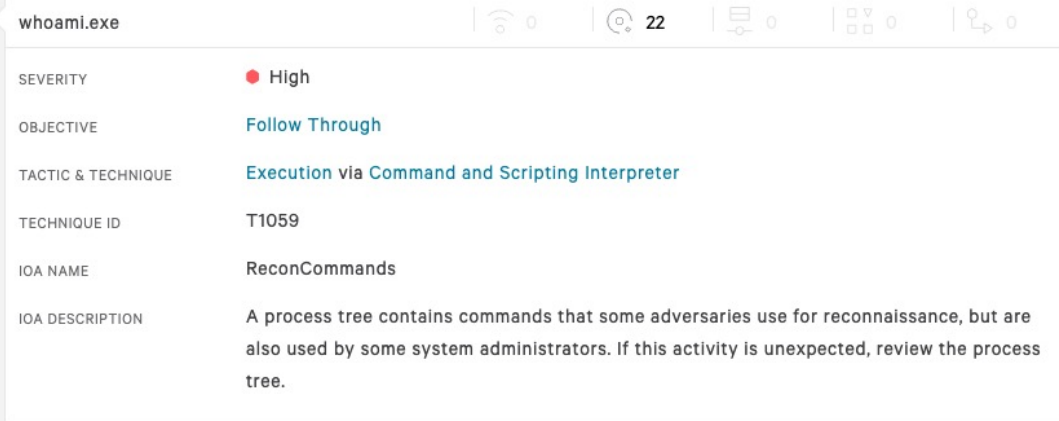 whoami.exe 0 22 0 0 0
SEVERITY High
OBJECTIVE Follow Through
TACTIC & TECHNIQUE Execution via Command and Scripting Interpreter
TECHNIQUE ID T1059
IOA NAME ReconCommands
IOA DESCRIPTION A process tree contains commands that some adversaries use for reconnaissance, but are
also used by some system administrators. If this activity is unexpected, review the process
tree.